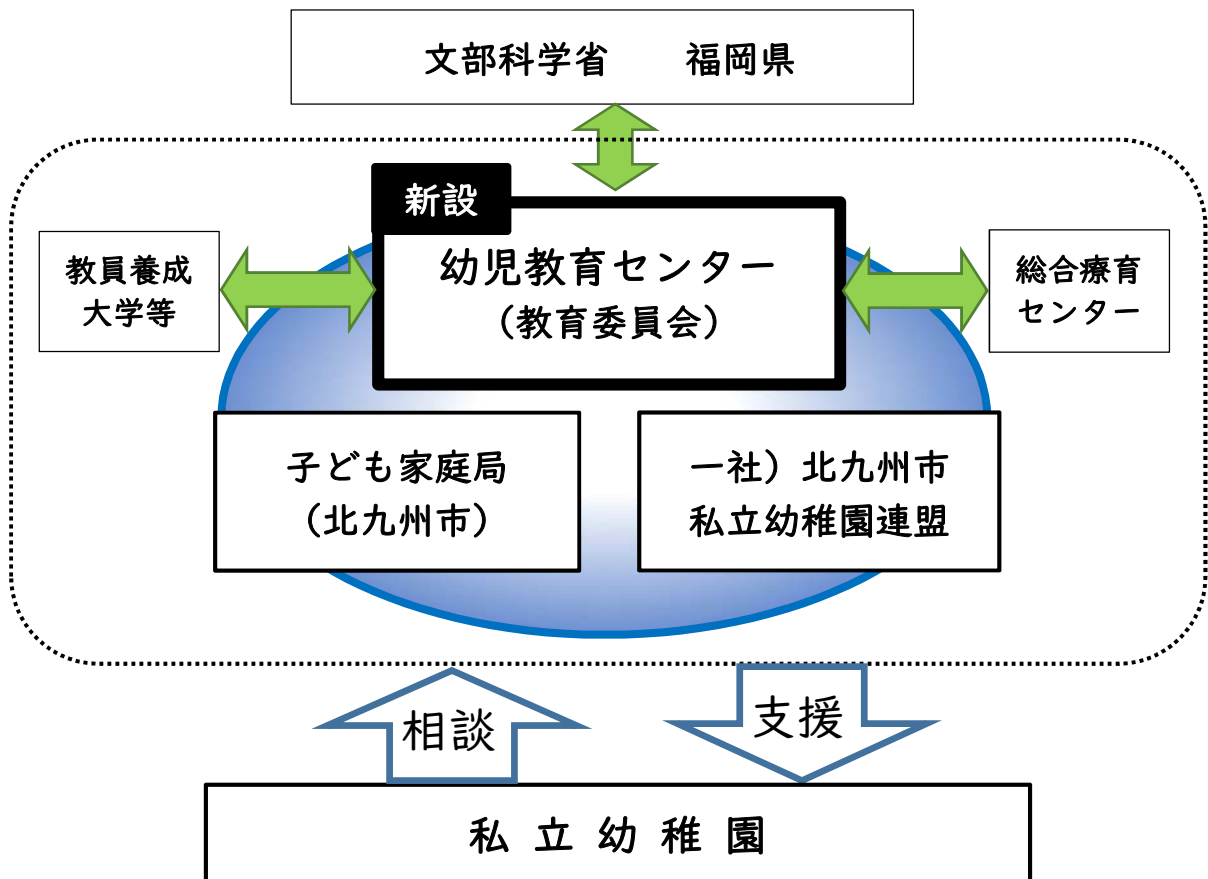 文部科学省　　福岡県
新設
幼児教育センター
（教育委員会）
教員養成
大学等
総合療育
センター
子ども家庭局
（北九州市）
一社）北九州市
私立幼稚園連盟
相談
支援
私 立 幼 稚 園